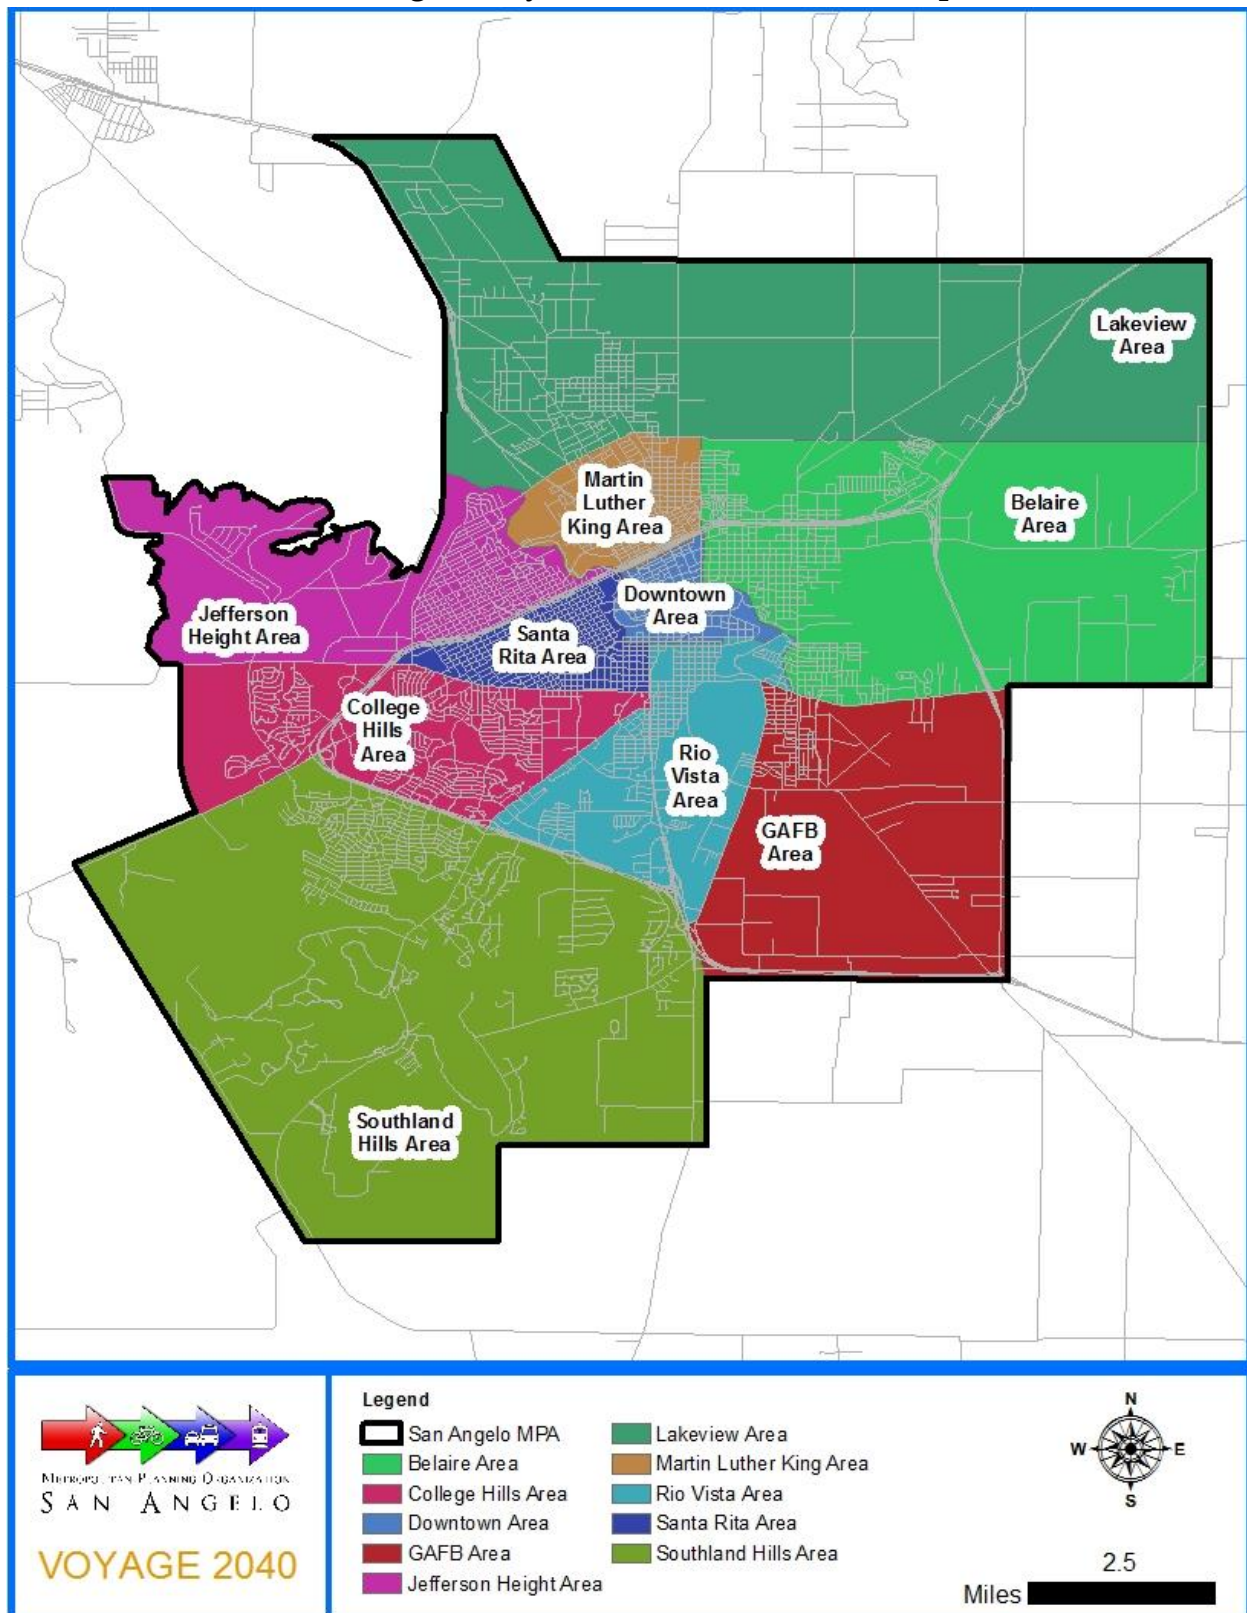 Lakeview
Area
Martin
Luther
King Area
Belaire
Area
Downtown
Area
Jefferson
Height Area
Santa
Rita Area
College
Hills
Area
Rio
Vista
Area
GAFB
Area
Southland
Hills Area
METROPOLITAN PLANNING ORGANIZATION
SAN ANGELO
VOYAGE 2040
Legend
San Angelo MPA
Belaire Area
College Hills Area
Downtown Area
GAFB Area
Jefferson Height Area
Lakeview Area
Martin Luther King Area
Rio Vista Area
Santa Rita Area
Southland Hills Area
N
W E
S
2.5
Miles